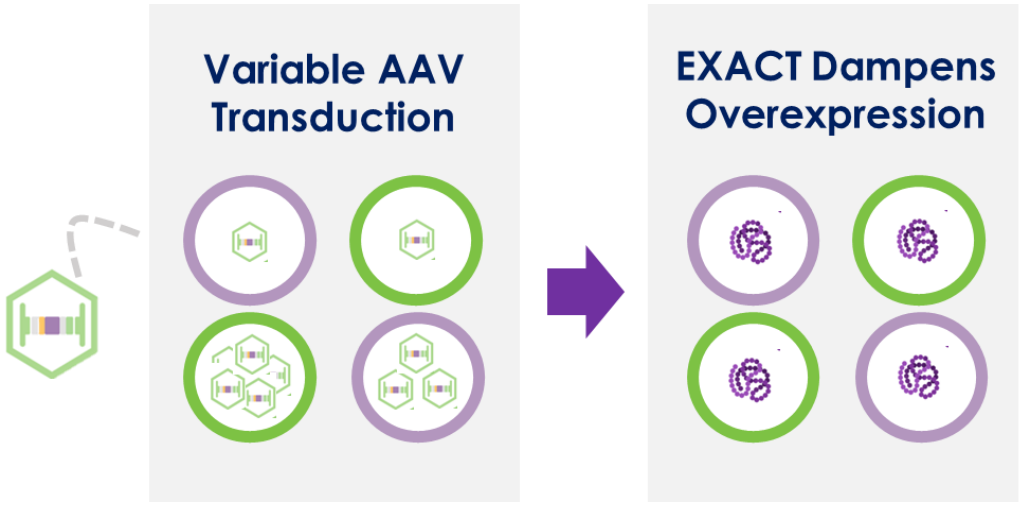 Variable AAV
Transduction
EXACT Dampens
Overexpression